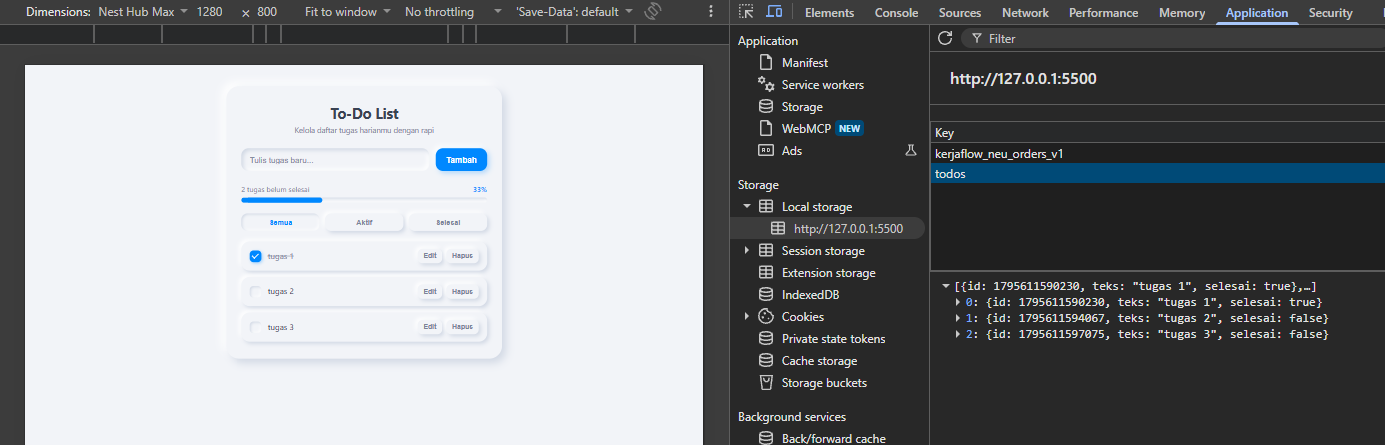 Dimensions: Nest Hub Max 1280 × 800 Fit to window No throttling 'Save-Data': default
Elements Console Sources Network Performance Memory Application Security
To-Do List
Kelola daftar tugas harianmu dengan rapi
Tulis tugas baru...
Tambah
2 tugas belum selesai 33%
Semua Aktif Selesai
tugas 1 Edit Hapus
tugas 2 Edit Hapus
tugas 3 Edit Hapus
Application
Manifest
Service workers
Storage
WebMCP NEW
Ads
Storage
Local storage
http://127.0.0.1:5500
Session storage
Extension storage
IndexedDB
Cookies
Private state tokens
Cache storage
Storage buckets
Background services
Back/forward cache
Filter
http://127.0.0.1:5500
Key
kerjaflow_neu_orders_v1
todos
[{id: 1795611590230, teks: "tugas 1", selesai: true},…]
0: {id: 1795611590230, teks: "tugas 1", selesai: true}
1: {id: 1795611594067, teks: "tugas 2", selesai: false}
2: {id: 1795611597075, teks: "tugas 3", selesai: false}